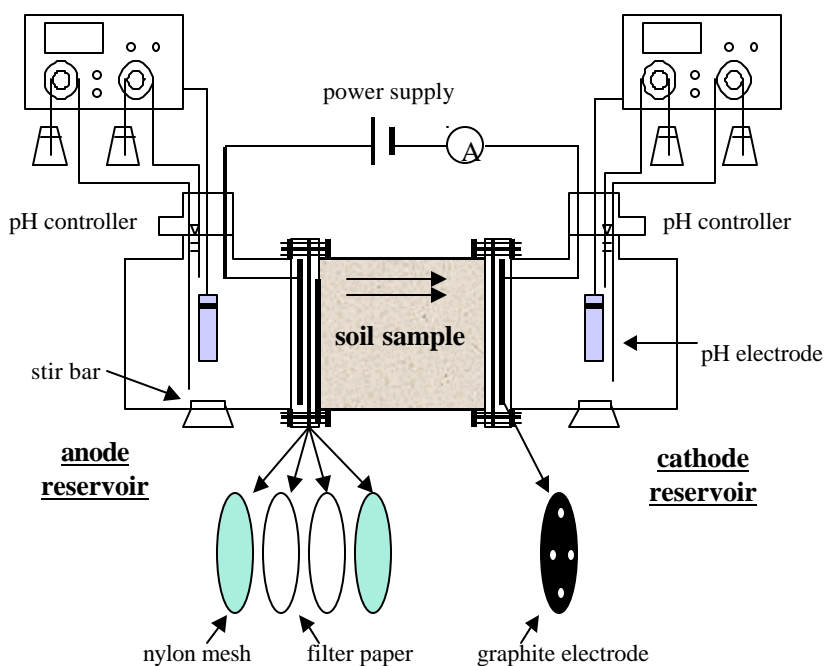 power supply
A
pH controller
pH controller
soil sample
stir bar
pH electrode
anode
reservoir
cathode
reservoir
nylon mesh
filter paper
graphite electrode